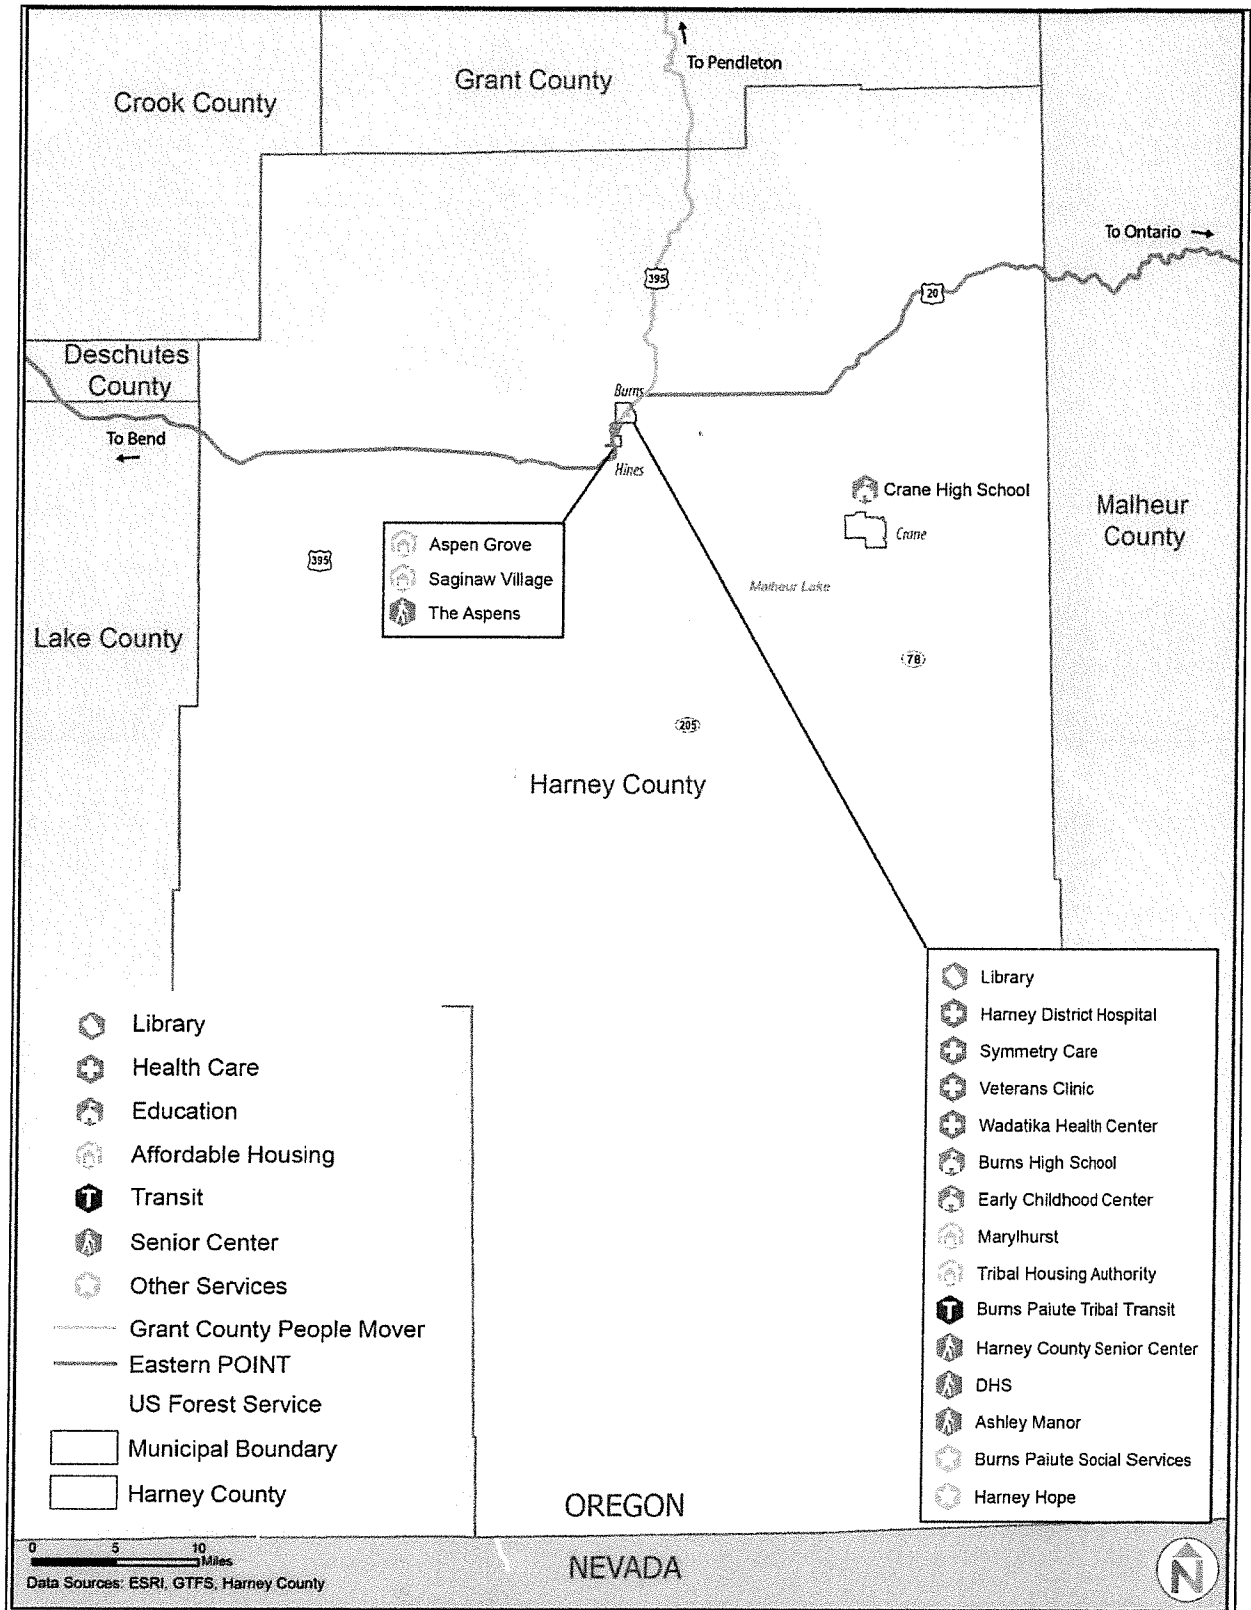 To Pendleton
Grant County
Crook County
To Ontario
395
20
Deschutes
County
Burns
To Bend
Hines
Crane High School
Malheur
County
Crane
Aspen Grove
Saginaw Village
The Aspens
395
Malheur Lake
Lake County
78
205
Harney County
Library
Health Care
Education
Affordable Housing
T Transit
Senior Center
Other Services
Grant County People Mover
Eastern POINT
US Forest Service
Municipal Boundary
Harney County
Library
Harney District Hospital
Symmetry Care
Veterans Clinic
Wadatika Health Center
Burns High School
Early Childhood Center
Marylhurst
Tribal Housing Authority
T Burns Paiute Tribal Transit
Harney County Senior Center
DHS
Ashley Manor
Burns Paiute Social Services
Harney Hope
OREGON
NEVADA
0 5 10
Miles
Data Sources: ESRI, GTFS, Harney County
N